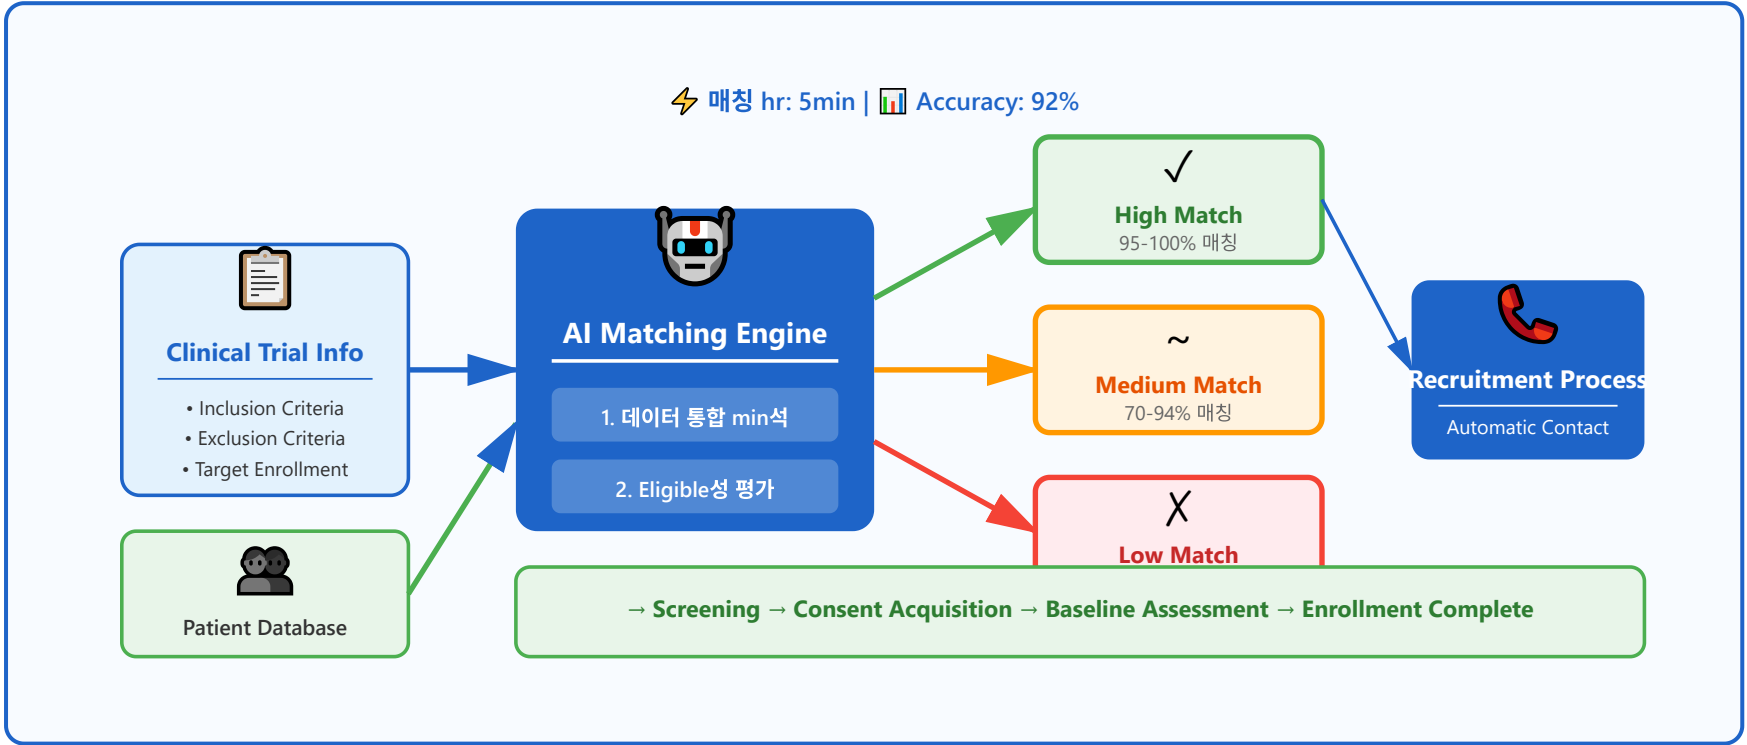 ⚡ 매칭 hr: 5min | 📊 Accuracy: 92%
Clinical Trial Info
• Inclusion Criteria
• Exclusion Criteria
• Target Enrollment
Patient Database
AI Matching Engine
1. 데이터 통합 min석
2. Eligible성 평가
✓
High Match
95-100% 매칭
~
Medium Match
70-94% 매칭
✗
Low Match
Recruitment Process
Automatic Contact
→ Screening → Consent Acquisition → Baseline Assessment → Enrollment Complete